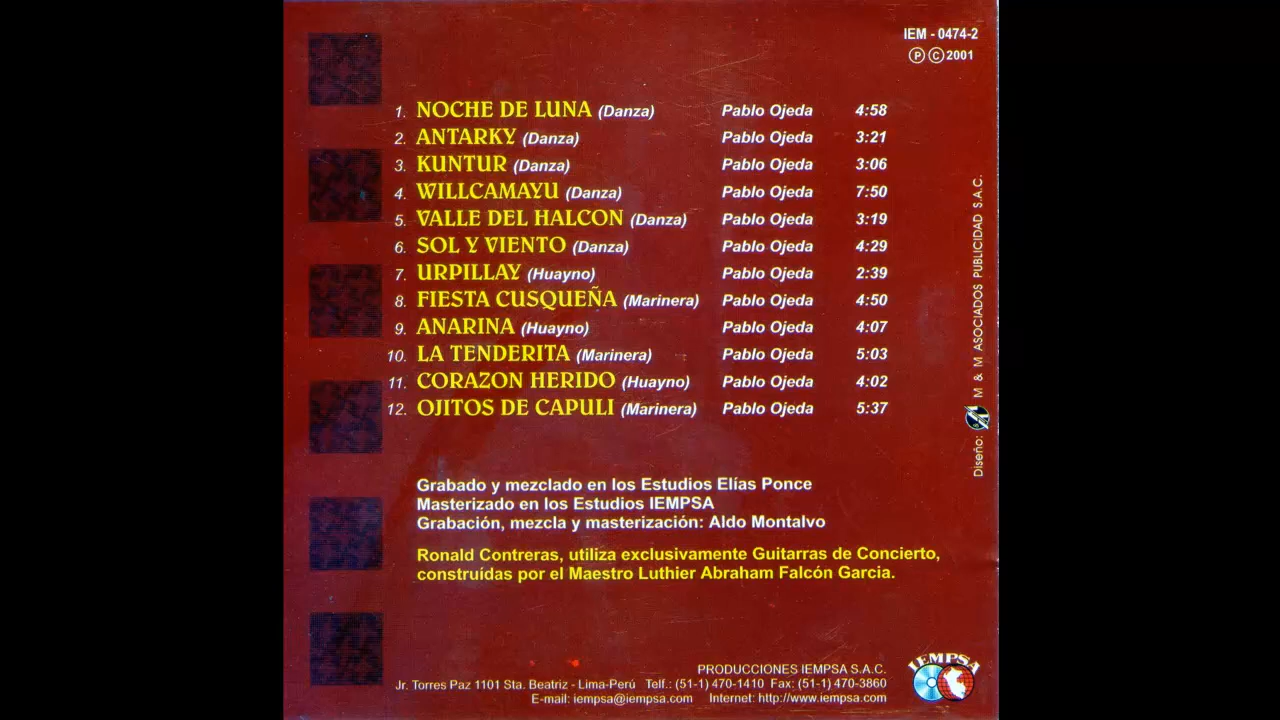 IEM - 0474-2
Ⓟ © 2001
1. NOCHE DE LUNA (Danza) Pablo Ojeda 4:58
2. ANTARKY (Danza) Pablo Ojeda 3:21
3. KUNTUR (Danza) Pablo Ojeda 3:06
4. WILLCAMAYU (Danza) Pablo Ojeda 7:50
5. VALLE DEL HALCON (Danza) Pablo Ojeda 3:19
6. SOL Y VIENTO (Danza) Pablo Ojeda 4:29
7. URPILLAY (Huayno) Pablo Ojeda 2:39
8. FIESTA CUSQUEÑA (Marinera) Pablo Ojeda 4:50
9. ANARINA (Huayno) Pablo Ojeda 4:07
10. LA TENDERITA (Marinera) Pablo Ojeda 5:03
11. CORAZON HERIDO (Huayno) Pablo Ojeda 4:02
12. OJITOS DE CAPULI (Marinera) Pablo Ojeda 5:37
Diseño: M & M ASOCIADOS PUBLICIDAD S.A.C.
Grabado y mezclado en los Estudios Elías Ponce
Masterizado en los Estudios IEMPSA
Grabación, mezcla y masterización: Aldo Montalvo
Ronald Contreras, utiliza exclusivamente Guitarras de Concierto,
construídas por el Maestro Luthier Abraham Falcón Garcia.
PRODUCCIONES IEMPSA S.A.C.
Jr. Torres Paz 1101 Sta. Beatriz - Lima-Perú Telf.: (51-1) 470-1410 Fax: (51-1) 470-3860
E-mail: iempsa@iempsa.com Internet: http://www.iempsa.com
IEMPSA